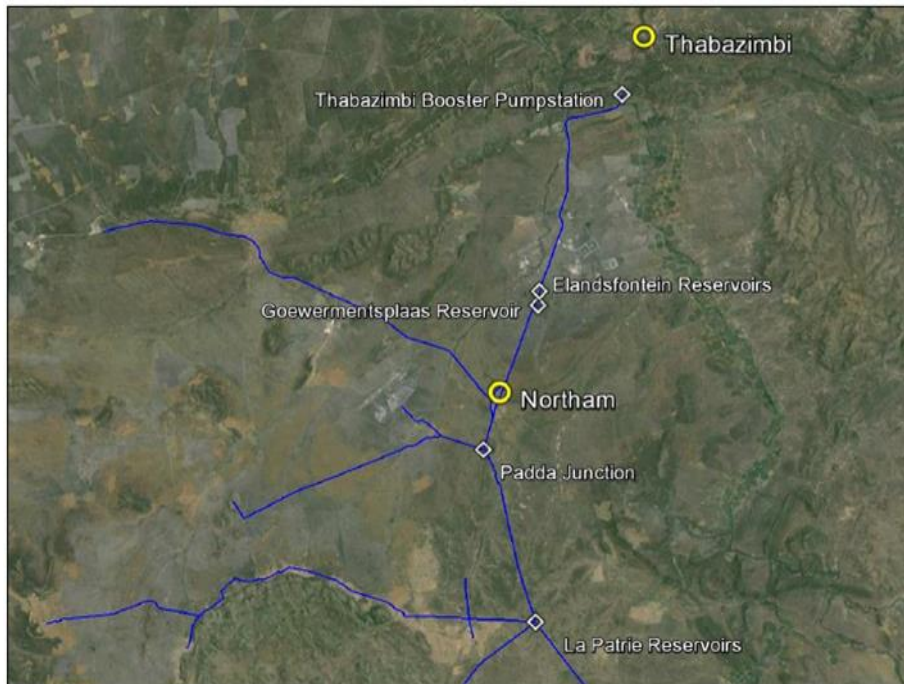 Thabazimbi
Thabazimbi Booster Pumpstation
Elandsfontein Reservoirs
Goewermentsplaas Reservoir
Northam
Padda Junction
La Patrie Reservoirs